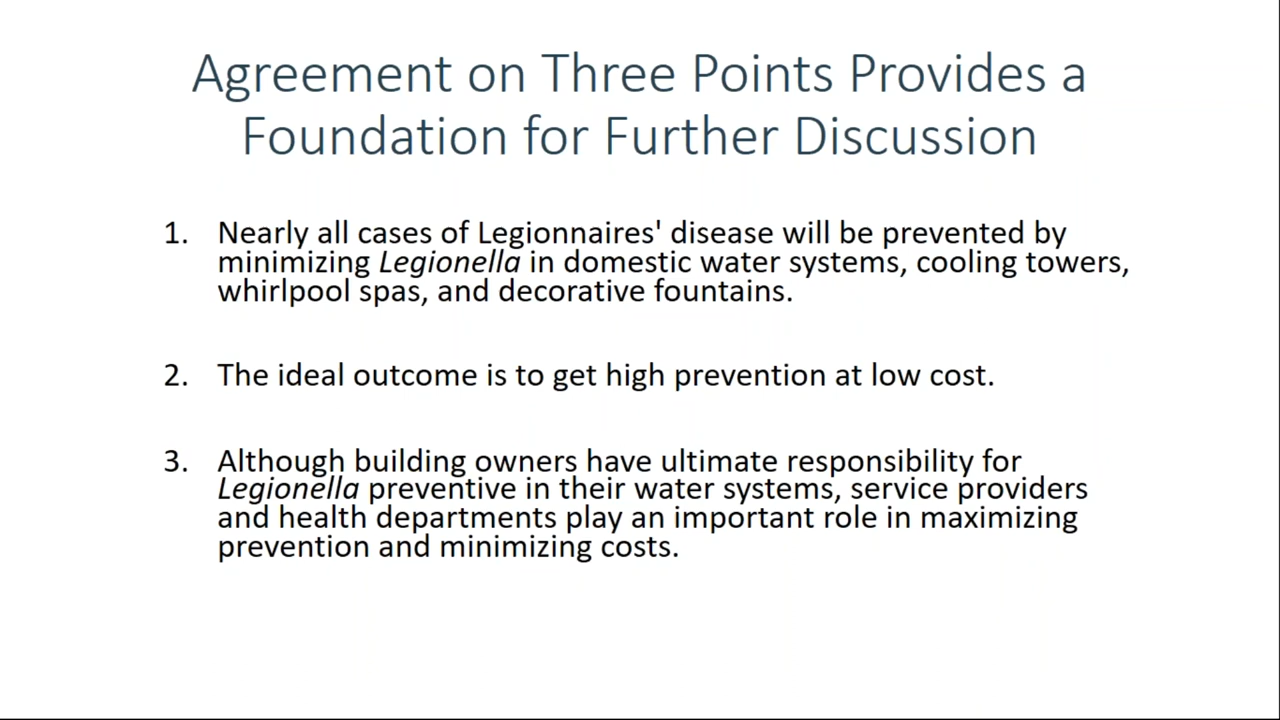 Agreement on Three Points Provides a
Foundation for Further Discussion
1. Nearly all cases of Legionnaires' disease will be prevented by
minimizing Legionella in domestic water systems, cooling towers,
whirlpool spas, and decorative fountains.
2. The ideal outcome is to get high prevention at low cost.
3. Although building owners have ultimate responsibility for
Legionella preventive in their water systems, service providers
and health departments play an important role in maximizing
prevention and minimizing costs.